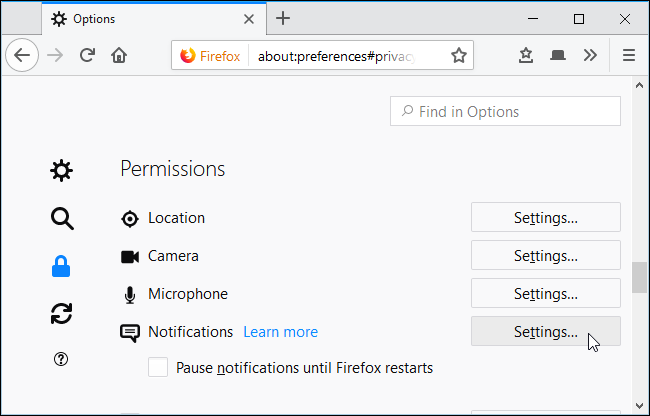 Options
Firefox about:preferences#privac
Find in Options
Permissions
Location Settings...
Camera Settings...
Microphone Settings...
Notifications Learn more Settings...
Pause notifications until Firefox restarts